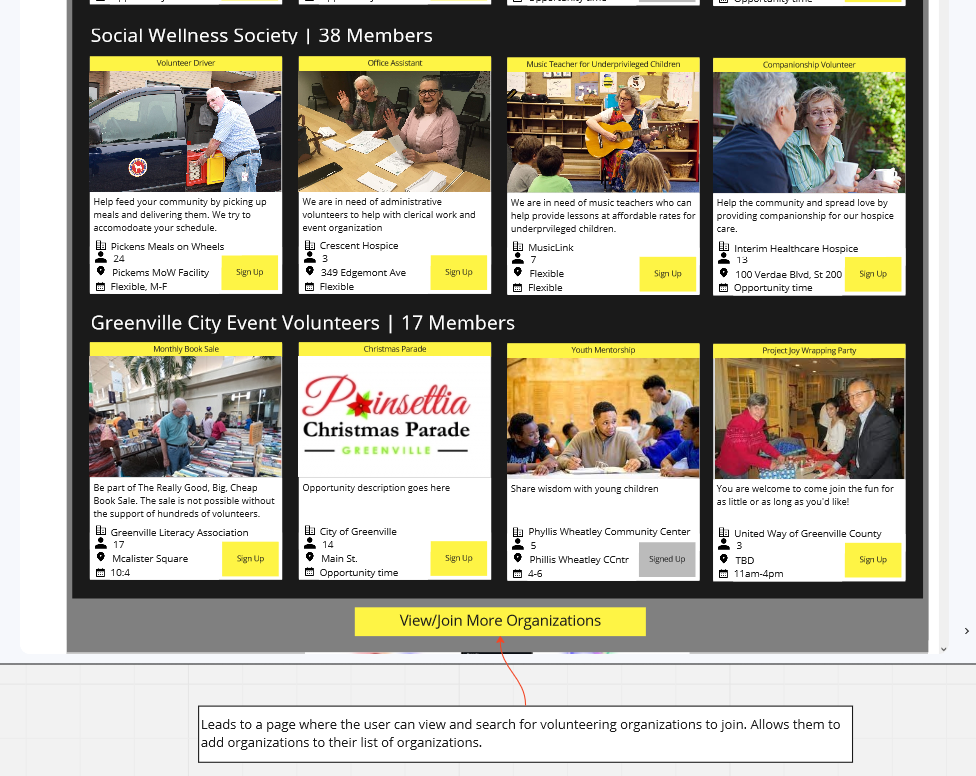 Opportunity time
Social Wellness Society | 38 Members
Volunteer Driver
Help feed your community by picking up
meals and delivering them. We try to
accomodate your schedule.
Pickens Meals on Wheels
24
Pickems MoW Facility
Flexible, M-F
Sign Up
Office Assistant
We are in need of administrative
volunteers to help with clerical work and
event organization
Crescent Hospice
3
349 Edgemont Ave
Flexible
Sign Up
Music Teacher for Underprivileged Children
We are in need of music teachers who can
help provide lessons at affordable rates for
underprvileged children.
MusicLink
7
Flexible
Flexible
Sign Up
Companionship Volunteer
Help the community and spread love by
providing companionship for our hospice
care.
Interim Healthcare Hospice
13
100 Verdae Blvd, St 200
Opportunity time
Sign Up
Greenville City Event Volunteers | 17 Members
Monthly Book Sale
Be part of The Really Good, Big, Cheap
Book Sale. The sale is not possible without
the support of hundreds of volunteers.
Greenville Literacy Association
17
Mcalister Square
10:4
Sign Up
Christmas Parade
Poinsettia
Christmas Parade
GREENVILLE
Opportunity description goes here
City of Greenville
14
Main St.
Opportunity time
Sign Up
Youth Mentorship
Share wisdom with young children
Phyllis Wheatley Community Center
5
Phillis Wheatley CCntr
4-6
Signed Up
Project Joy Wrapping Party
You are welcome to come join the fun for
as little or as long as you'd like!
United Way of Greenville County
3
TBD
11am-4pm
Sign Up
View/Join More Organizations
Leads to a page where the user can view and search for volunteering organizations to join. Allows them to
add organizations to their list of organizations.